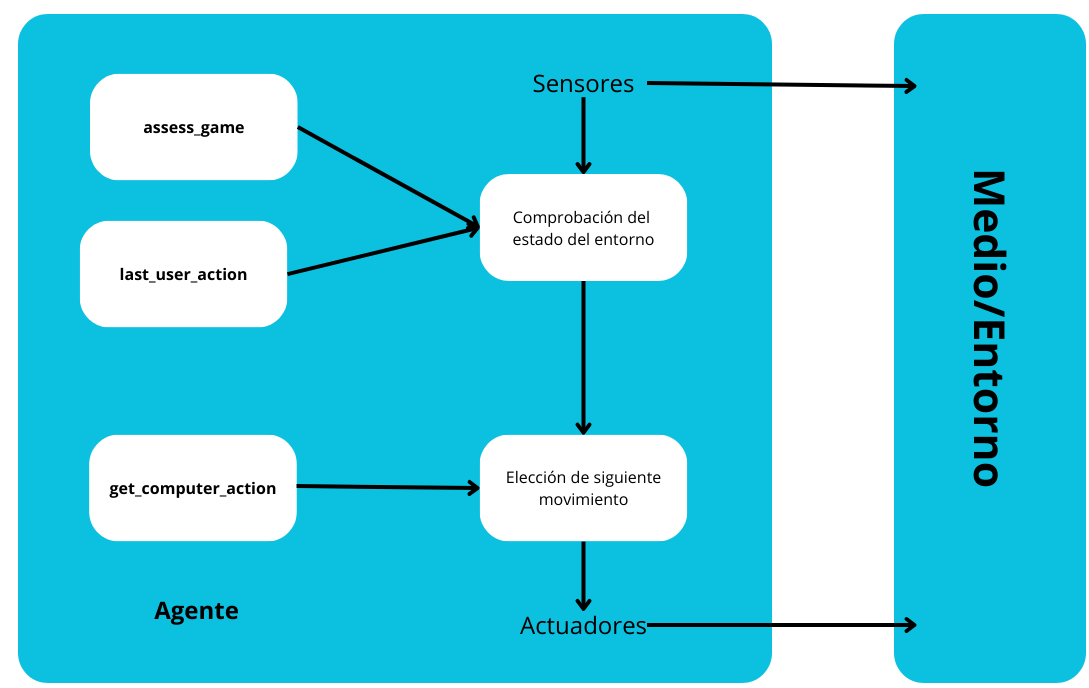 Sensores
assess_game
Comprobación del
estado del entorno
last_user_action
Medio/Entorno
Elección de siguiente
movimiento
get_computer_action
Agente
Actuadores